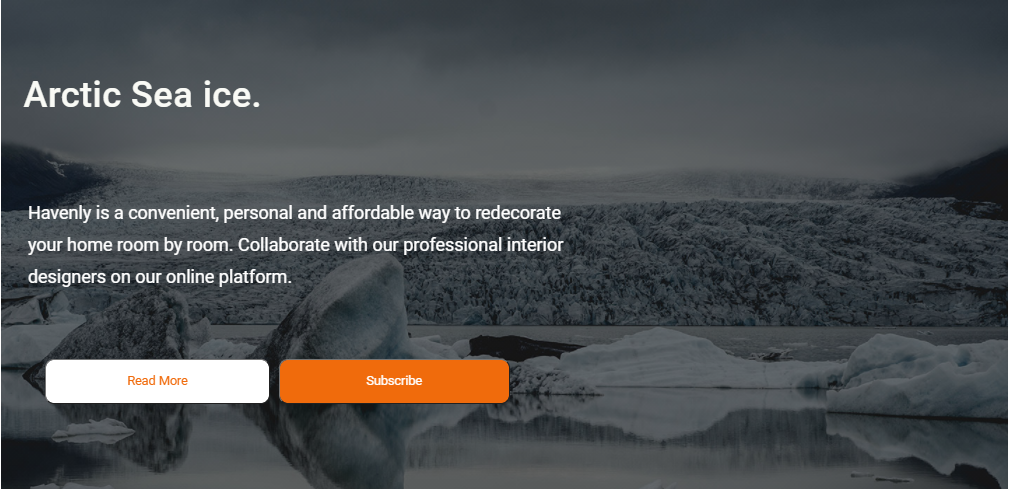 Arctic Sea ice.
Havenly is a convenient, personal and affordable way to redecorate
your home room by room. Collaborate with our professional interior
designers on our online platform.
Read More
Subscribe